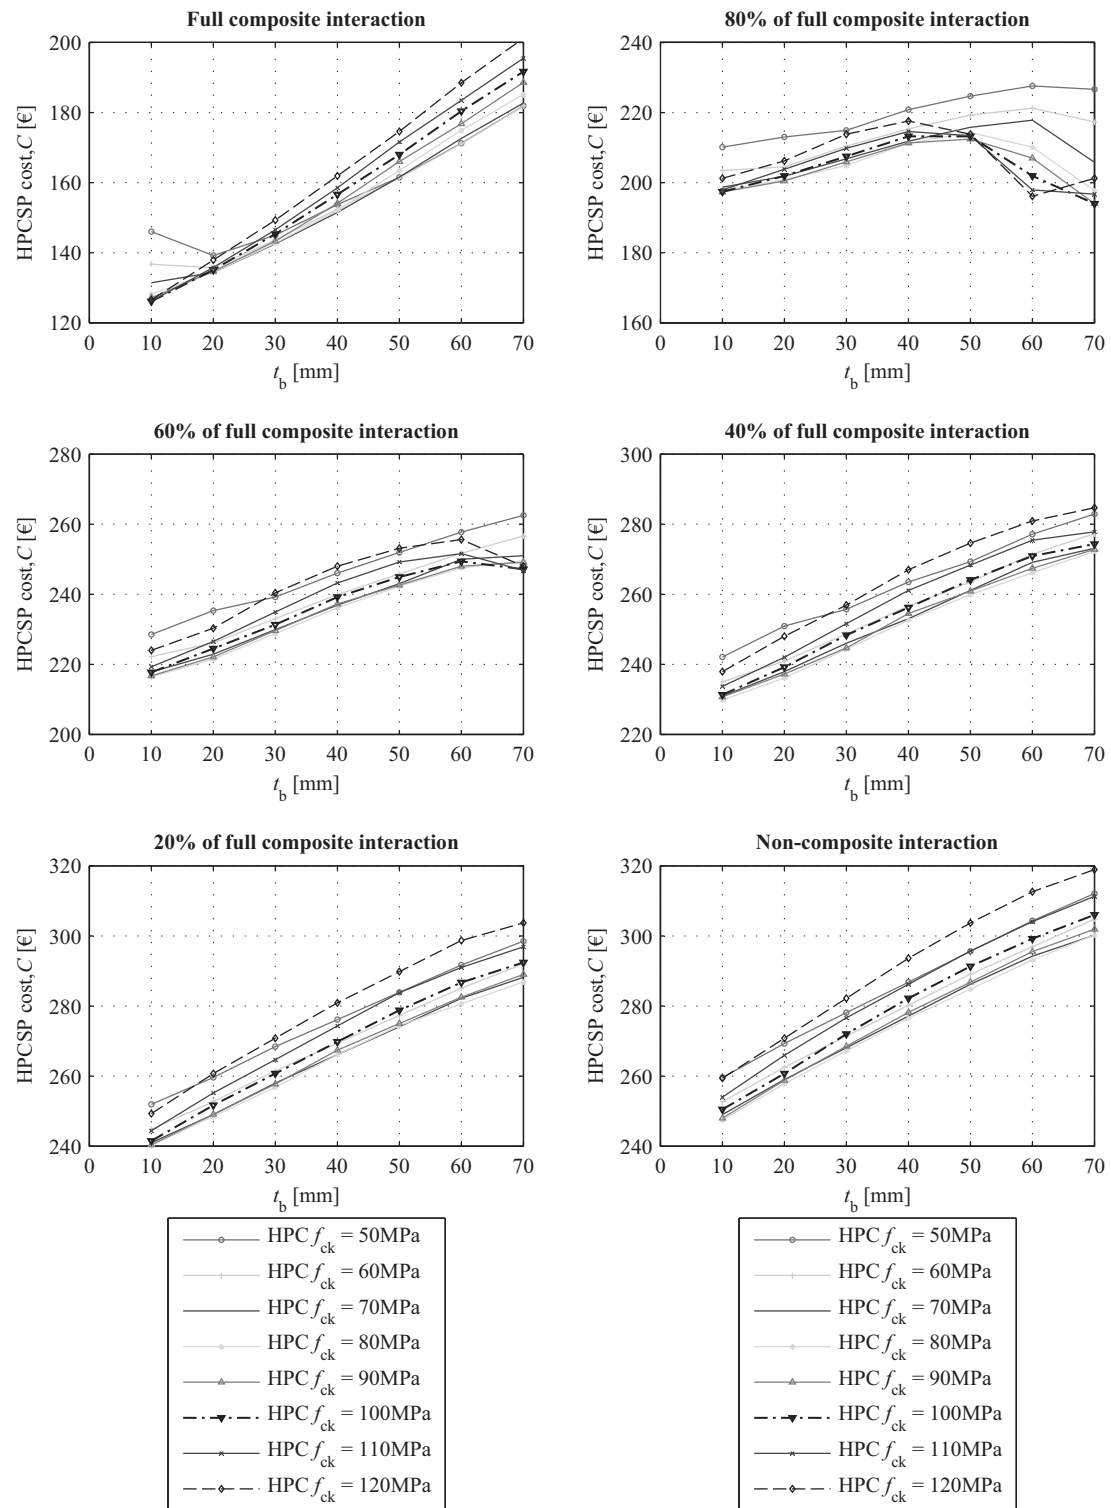 Full composite interaction
HPCSP cost, C [€]
200
180
160
140
120
0 10 20 30 40 50 60 70
t_b [mm]
80% of full composite interaction
HPCSP cost, C [€]
240
220
200
180
160
0 10 20 30 40 50 60 70
t_b [mm]
60% of full composite interaction
HPCSP cost, C [€]
280
260
240
220
200
0 10 20 30 40 50 60 70
t_b [mm]
40% of full composite interaction
HPCSP cost, C [€]
300
280
260
240
220
0 10 20 30 40 50 60 70
t_b [mm]
20% of full composite interaction
HPCSP cost, C [€]
320
300
280
260
240
0 10 20 30 40 50 60 70
t_b [mm]
Non-composite interaction
HPCSP cost, C [€]
320
300
280
260
240
0 10 20 30 40 50 60 70
t_b [mm]
HPC f_ck = 50MPa
HPC f_ck = 60MPa
HPC f_ck = 70MPa
HPC f_ck = 80MPa
HPC f_ck = 90MPa
HPC f_ck = 100MPa
HPC f_ck = 110MPa
HPC f_ck = 120MPa
HPC f_ck = 50MPa
HPC f_ck = 60MPa
HPC f_ck = 70MPa
HPC f_ck = 80MPa
HPC f_ck = 90MPa
HPC f_ck = 100MPa
HPC f_ck = 110MPa
HPC f_ck = 120MPa